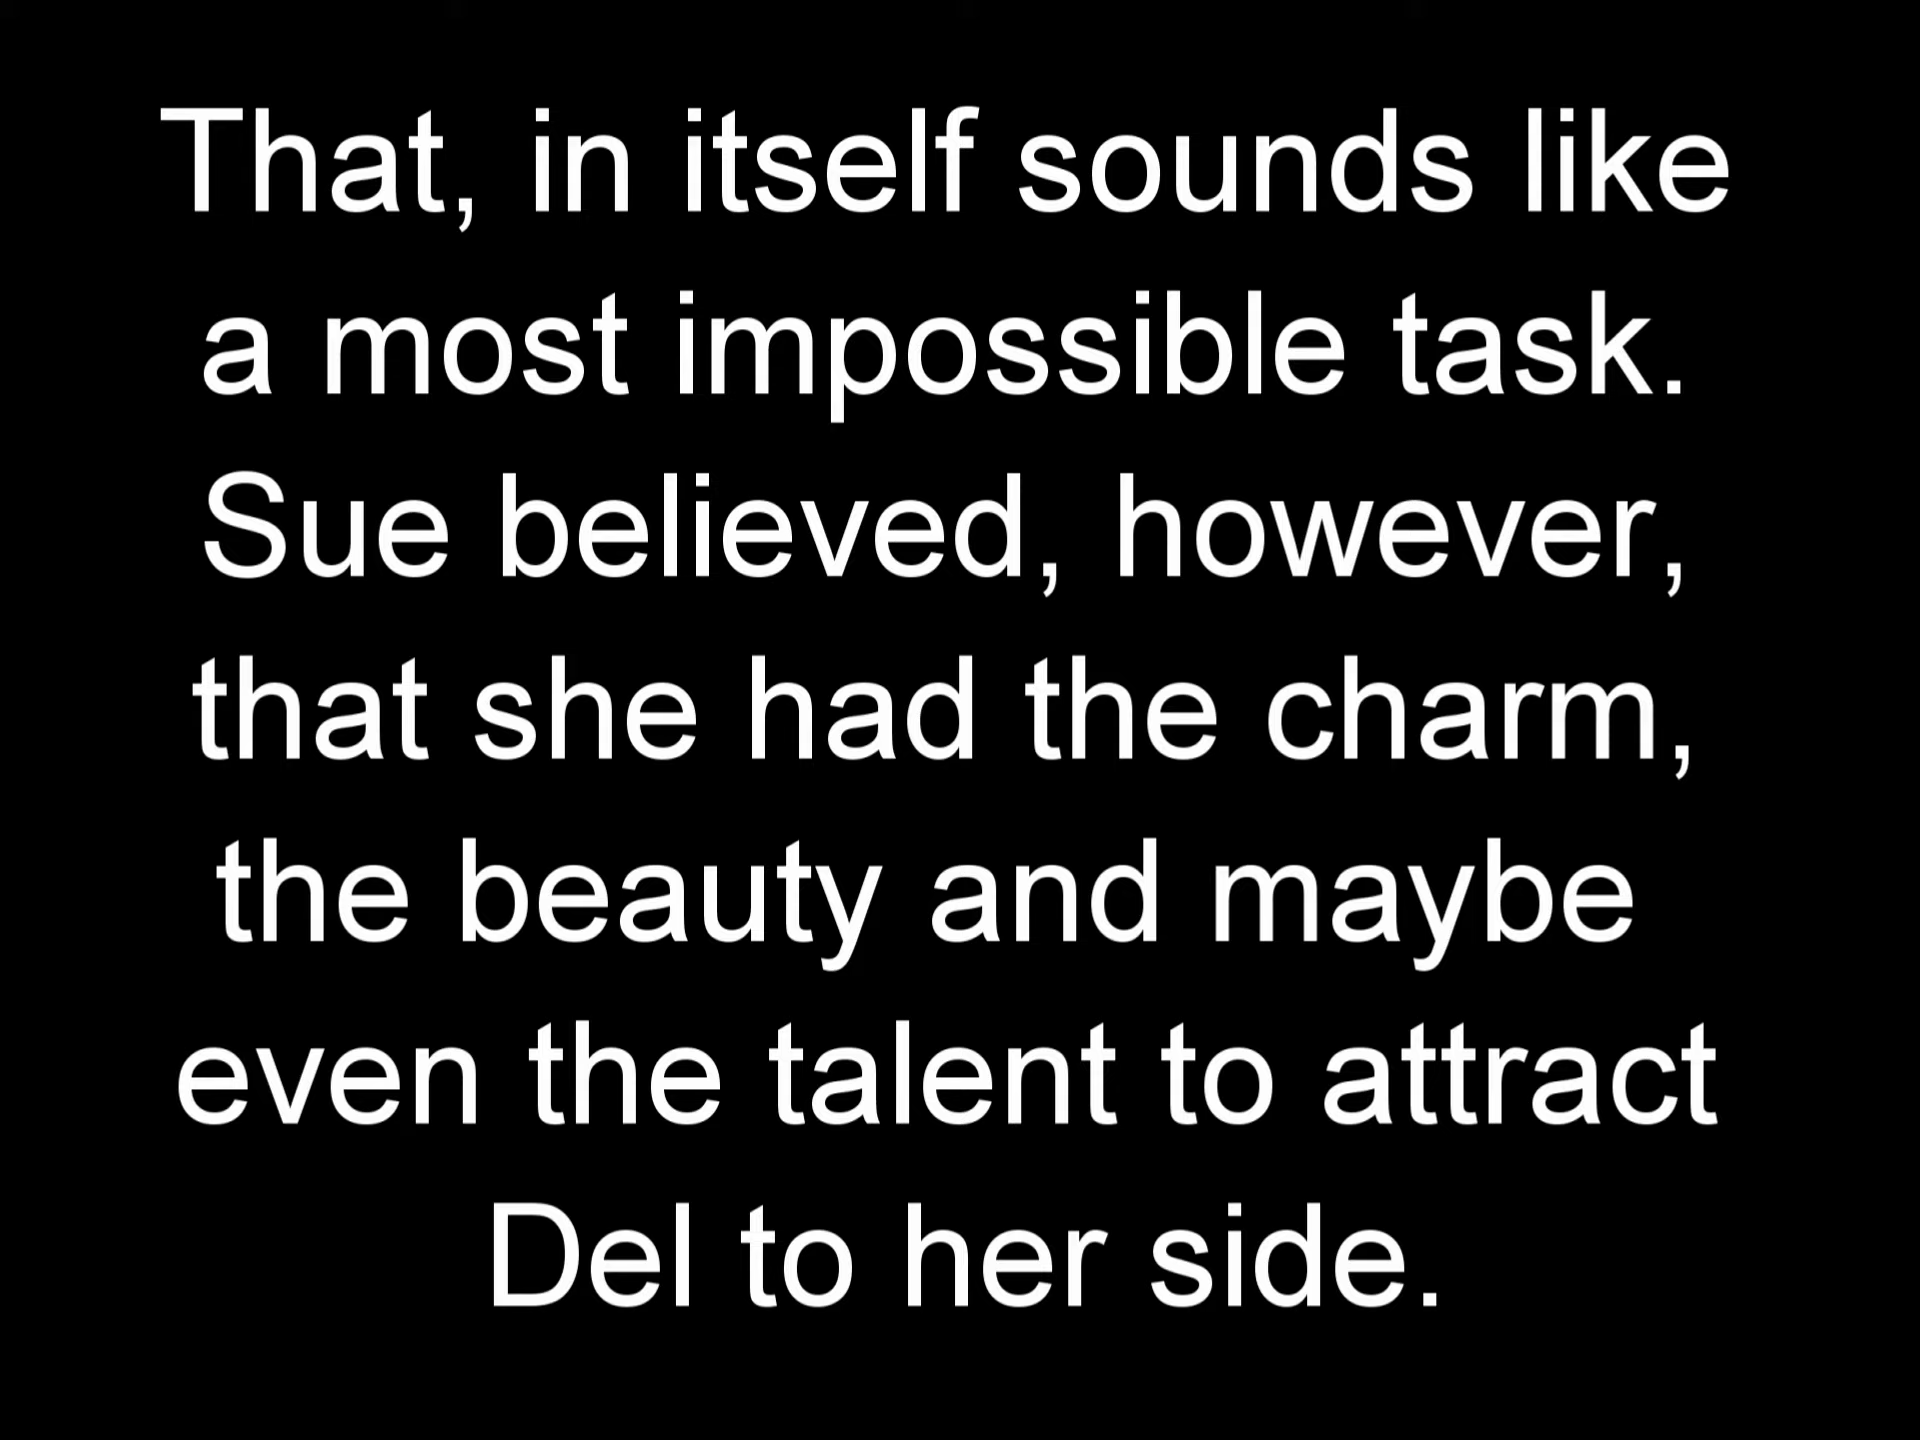 That, in itself sounds like
a most impossible task.
Sue believed, however,
that she had the charm,
the beauty and maybe
even the talent to attract
Del to her side.